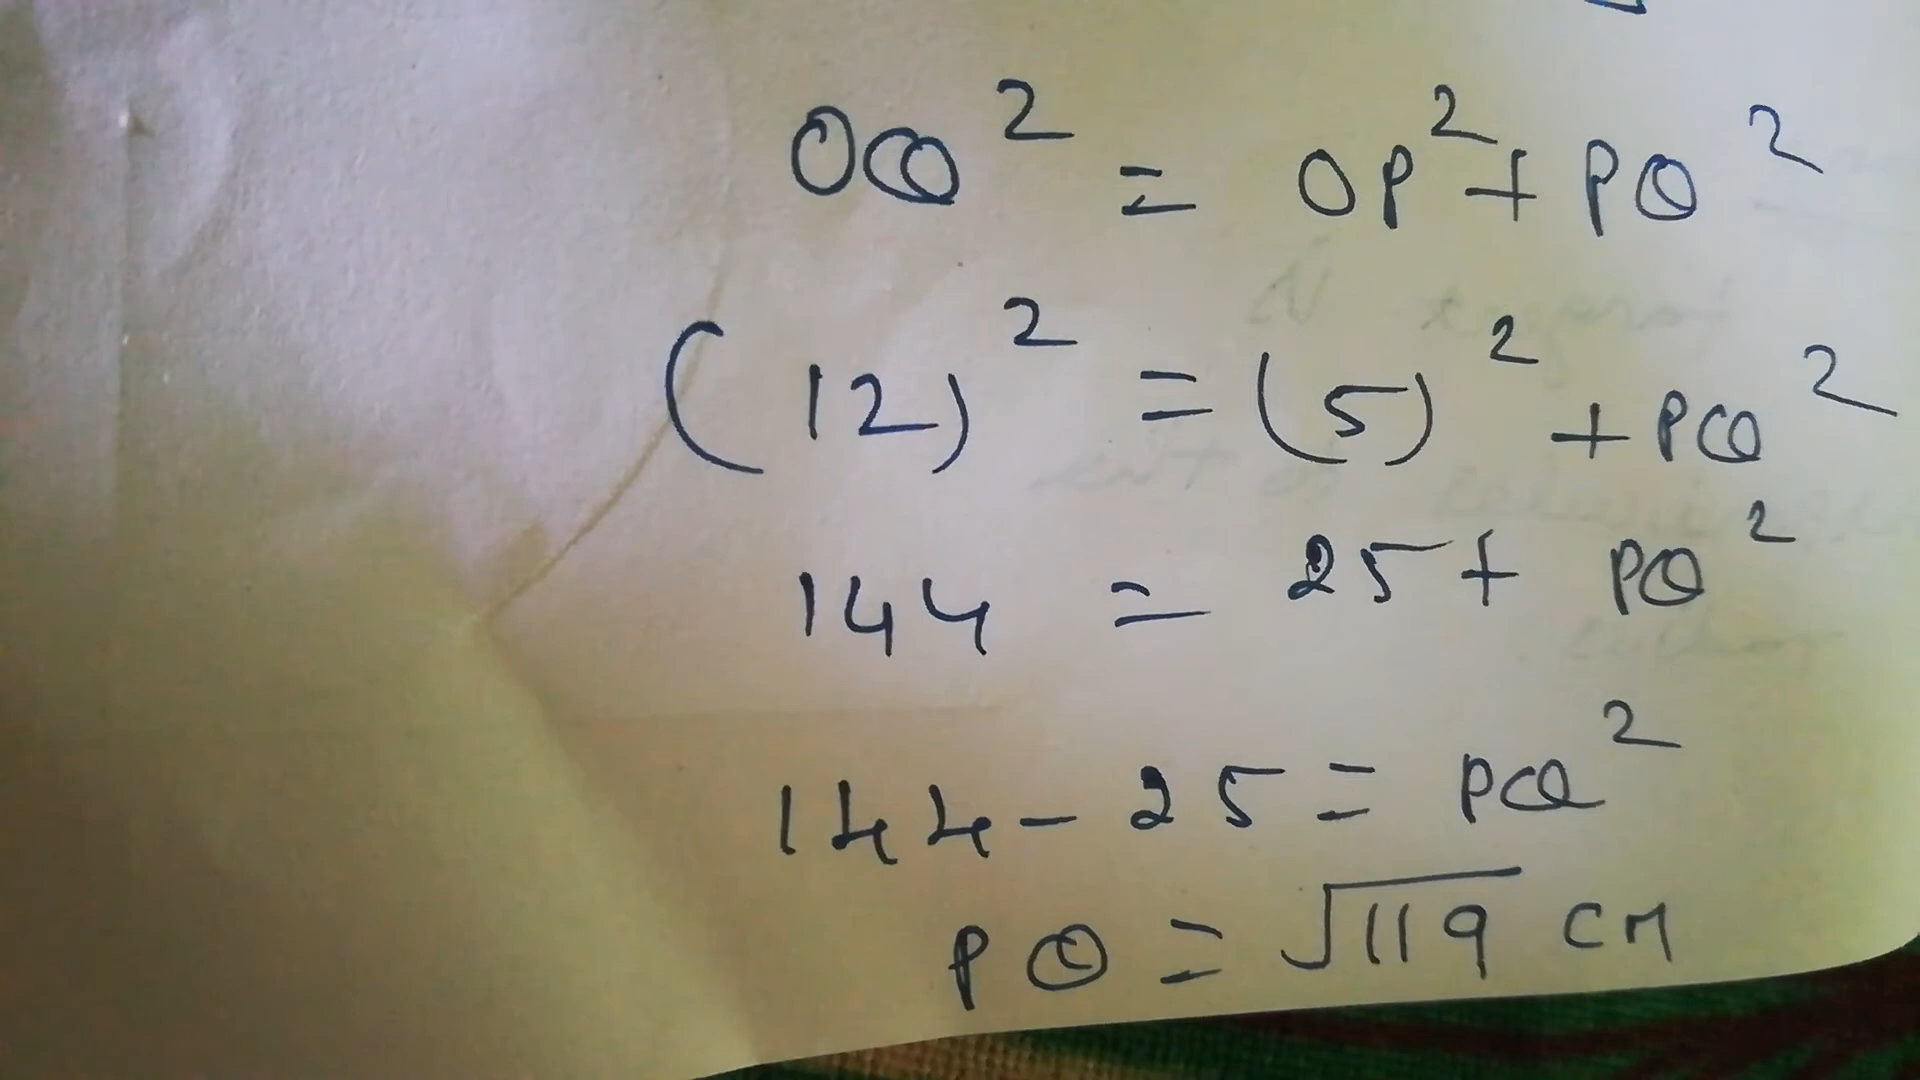 OQ² = OP² + PQ²
(12)² = (5)² + PQ²
144 = 25 + PQ²
144 - 25 = PQ²
PQ = √119 cm